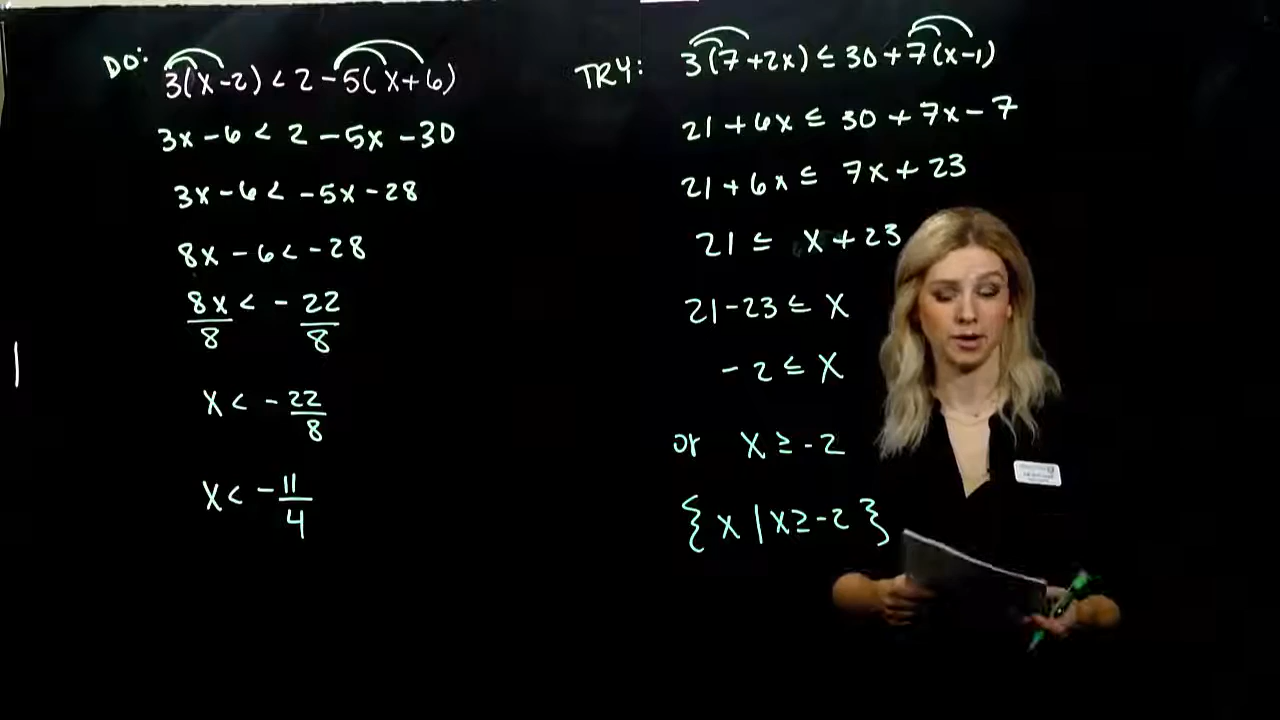 DO: 3(x-2) < 2 - 5(x+6)
3x - 6 < 2 - 5x - 30
3x - 6 < -5x - 28
8x - 6 < -28
8x/8 < - 22/8
x < - 22/8
x < - 11/4
TRY: 3(7+2x) ≤ 30 + 7(x-1)
21 + 6x ≤ 30 + 7x - 7
21 + 6x ≤ 7x + 23
21 ≤ x + 23
21 - 23 ≤ x
-2 ≤ x
or x ≥ -2
{x | x ≥ -2}